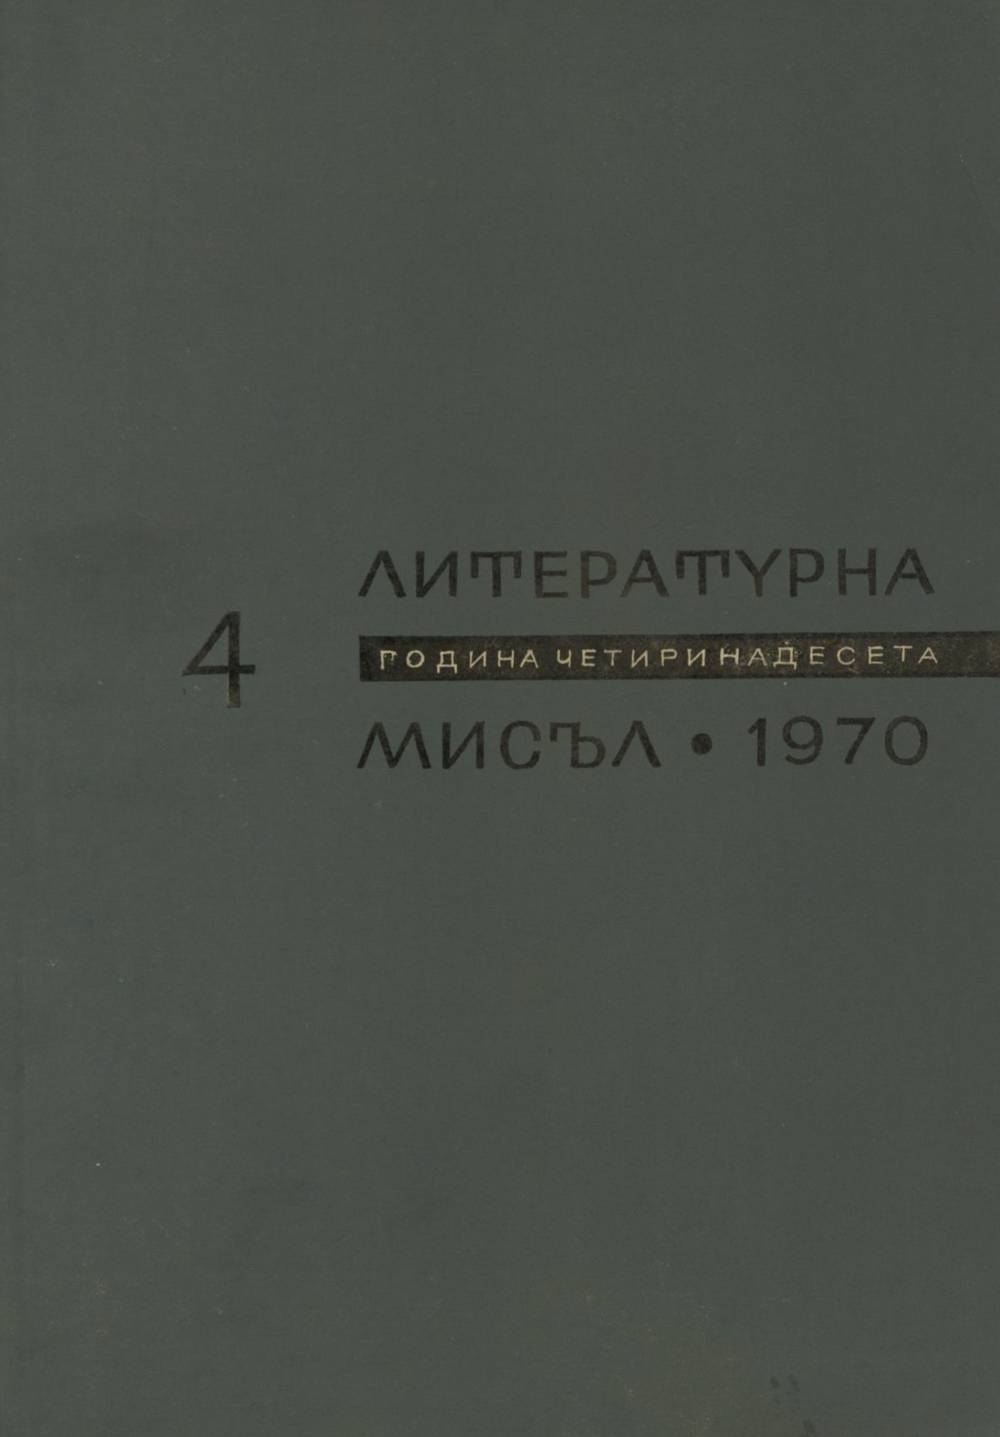 ЛИТЕРАТУРНА
4
ГОДИНА ЧЕТИРИНАДЕСЕТА
МИСЪЛ • 1970